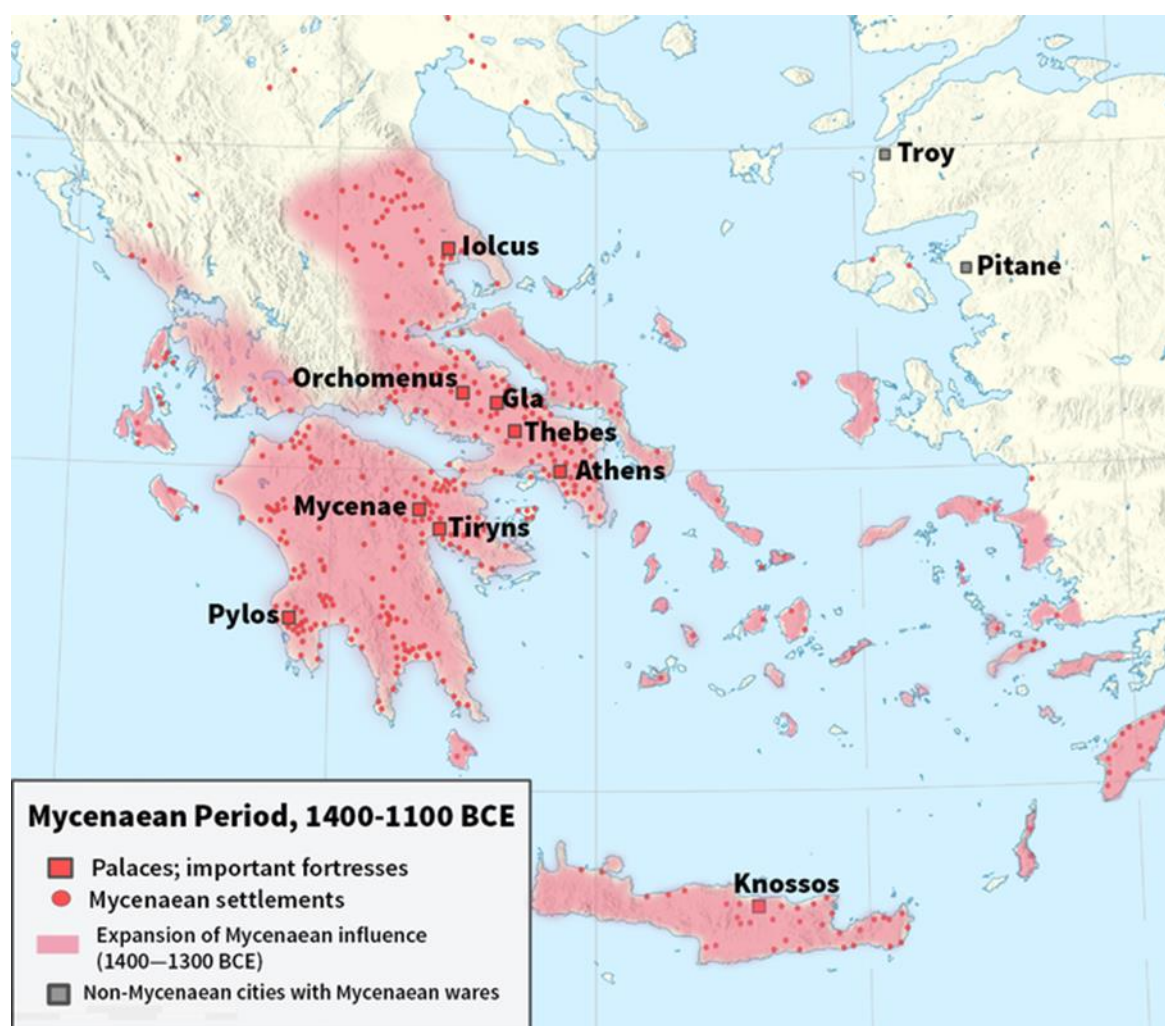 Troy
Iolcus
Pitane
Orchomenus
Gla
Thebes
Athens
Mycenae
Tiryns
Pylos
Knossos
Mycenaean Period, 1400-1100 BCE
Palaces; important fortresses
Mycenaean settlements
Expansion of Mycenaean influence
(1400—1300 BCE)
Non-Mycenaean cities with Mycenaean wares